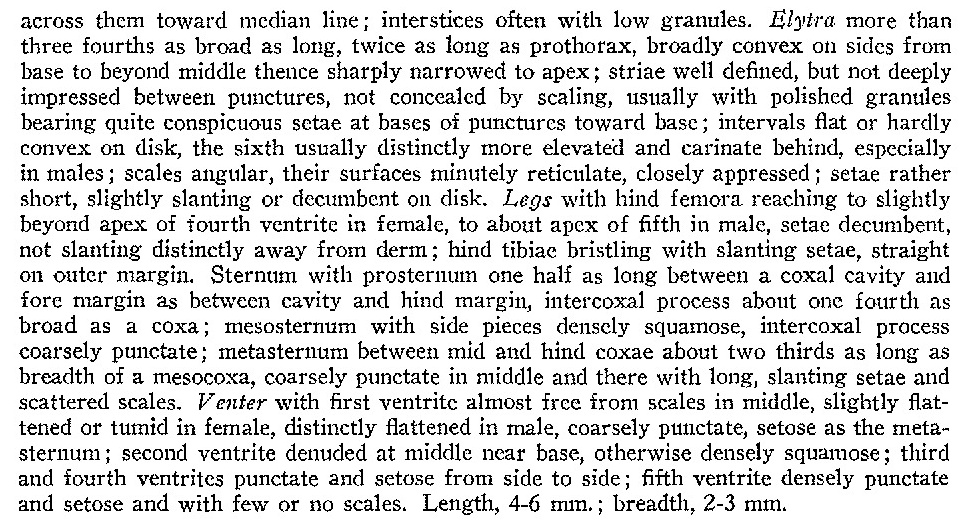 across them toward median line; interstices often with low granules. Elytra more than
three fourths as broad as long, twice as long as prothorax, broadly convex on sides from
base to beyond middle thence sharply narrowed to apex; striae well defined, but not deeply
impressed between punctures, not concealed by scaling, usually with polished granules
bearing quite conspicuous setae at bases of punctures toward base; intervals flat or hardly
convex on disk, the sixth usually distinctly more elevated and carinate behind, especially
in males; scales angular, their surfaces minutely reticulate, closely appressed; setae rather
short, slightly slanting or decumbent on disk. Legs with hind femora reaching to slightly
beyond apex of fourth ventrite in female, to about apex of fifth in male, setae decumbent,
not slanting distinctly away from derm; hind tibiae bristling with slanting setae, straight
on outer margin. Sternum with prosternum one half as long between a coxal cavity and
fore margin as between cavity and hind margin, intercoxal process about one fourth as
broad as a coxa; mesosternum with side pieces densely squamose, intercoxal process
coarsely punctate; metasternum between mid and hind coxae about two thirds as long as
breadth of a mesocoxa, coarsely punctate in middle and there with long, slanting setae and
scattered scales. Venter with first ventrite almost free from scales in middle, slightly flat-
tened or tumid in female, distinctly flattened in male, coarsely punctate, setose as the meta-
sternum; second ventrite denuded at middle near base, otherwise densely squamose; third
and fourth ventrites punctate and setose from side to side; fifth ventrite densely punctate
and setose and with few or no scales. Length, 4-6 mm.; breadth, 2-3 mm.